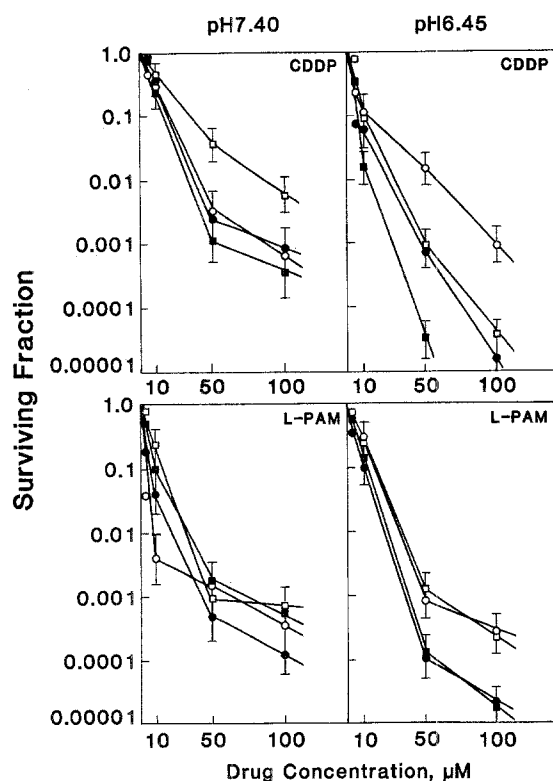 pH7.40 pH6.45
CDDP CDDP
1.0
0.1
0.01
0.001
0.0001
0.00001
10 50 100 10 50 100
L-PAM L-PAM
1.0
0.1
0.01
0.001
0.0001
0.00001
10 50 100 10 50 100
Surviving Fraction
Drug Concentration, μM